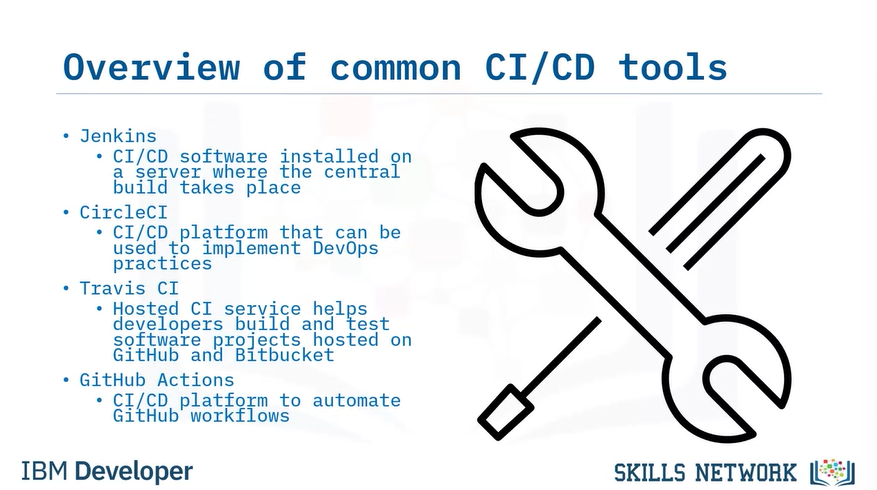 Overview of common CI/CD tools
• Jenkins
• CI/CD software installed on
a server where the central
build takes place
• CircleCI
• CI/CD platform that can be
used to implement DevOps
practices
• Travis CI
• Hosted CI service helps
developers build and test
software projects hosted on
GitHub and Bitbucket
• GitHub Actions
• CI/CD platform to automate
GitHub workflows
IBM Developer
SKILLS NETWORK